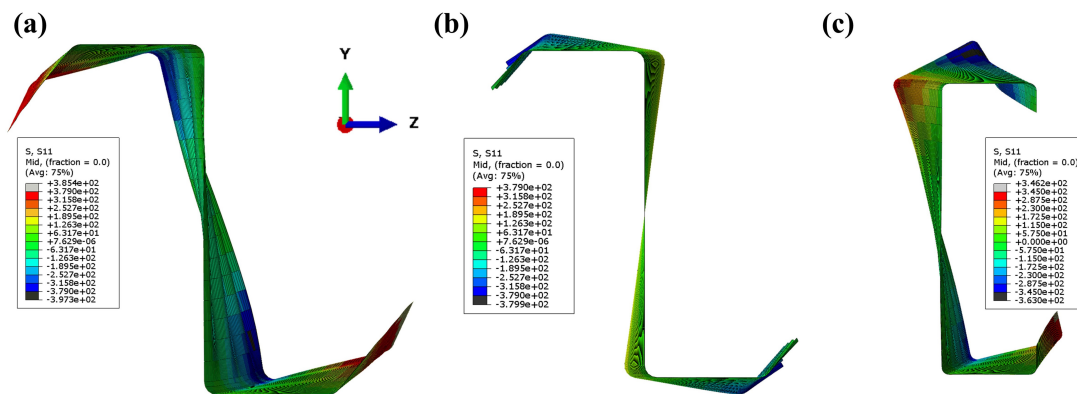 (a)
Y
Z
S, S11
Mid, (fraction = 0.0)
(Avg: 75%)
+3.854e+02
+3.790e+02
+3.158e+02
+2.527e+02
+1.895e+02
+1.263e+02
+6.317e+01
+7.629e-06
-6.317e+01
-1.263e+02
-1.895e+02
-2.527e+02
-3.158e+02
-3.790e+02
-3.973e+02
(b)
S, S11
Mid, (fraction = 0.0)
(Avg: 75%)
+3.790e+02
+3.158e+02
+2.527e+02
+1.895e+02
+1.263e+02
+6.317e+01
+7.629e-06
-6.317e+01
-1.263e+02
-1.895e+02
-2.527e+02
-3.158e+02
-3.790e+02
-3.799e+02
(c)
S, S11
Mid, (fraction = 0.0)
(Avg: 75%)
+3.462e+02
+3.450e+02
+2.875e+02
+2.300e+02
+1.725e+02
+1.150e+02
+5.750e+01
+0.000e+00
-5.750e+01
-1.150e+02
-1.725e+02
-2.300e+02
-2.875e+02
-3.450e+02
-3.630e+02